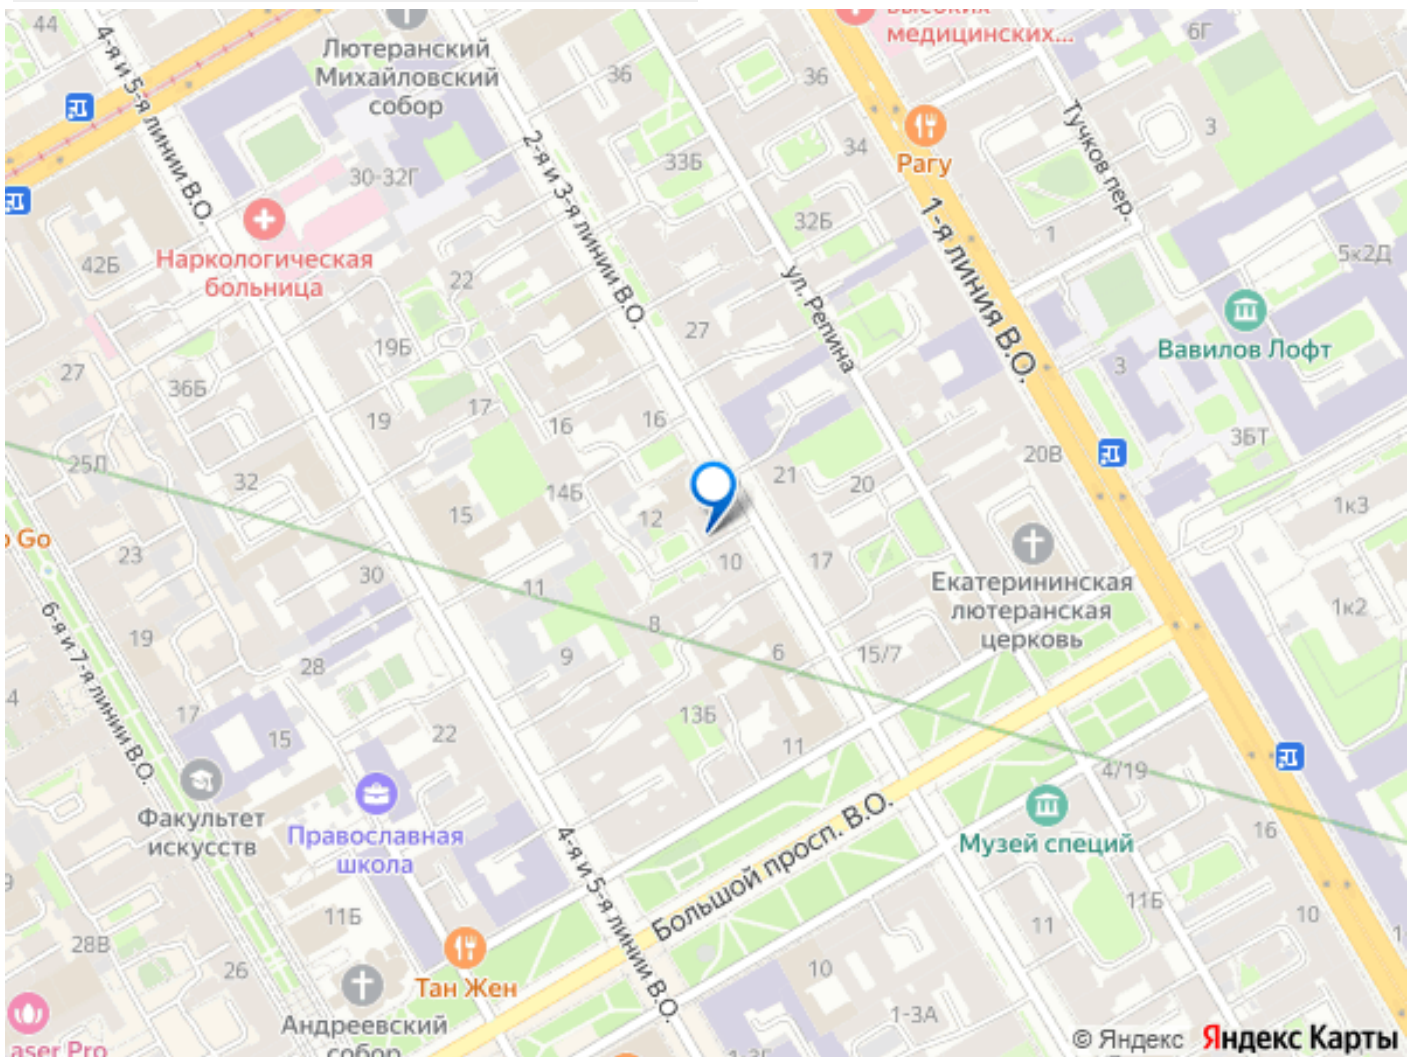 44
4-я и 5-я линии В.О.
Лютеранский
Михайловский
собор
36
36
медицинских...
6Г
2-я и 3-я линии В.О.
33Б
34
Рагу
Тучков пер.
3
30-32Г
Наркологическая
больница
42Б
22
32Б
1-я линия В.О.
1
5к2Д
ул. Репина
Вавилов Лофт
27
19Б
27
36Б
3
19
17
16
16
3БТ
25Л
32
20В
21
20
14Б
12
15
1к3
Go
23
30
10
17
Екатерининская
лютеранская
церковь
11
1к2
6-я и 7-я линии В.О.
19
8
28
9
6
15/7
4
17
15
22
13Б
11
4/19
Факультет
искусств
Православная
школа
Большой просп. В.О.
Музей специй
16
4-я и 5-я линии В.О.
9
11Б
11Б
11
10
28В
26
Тан Жен
10
Андреевский
собор
1-3А
aser Pro
© Яндекс Яндекс Карты